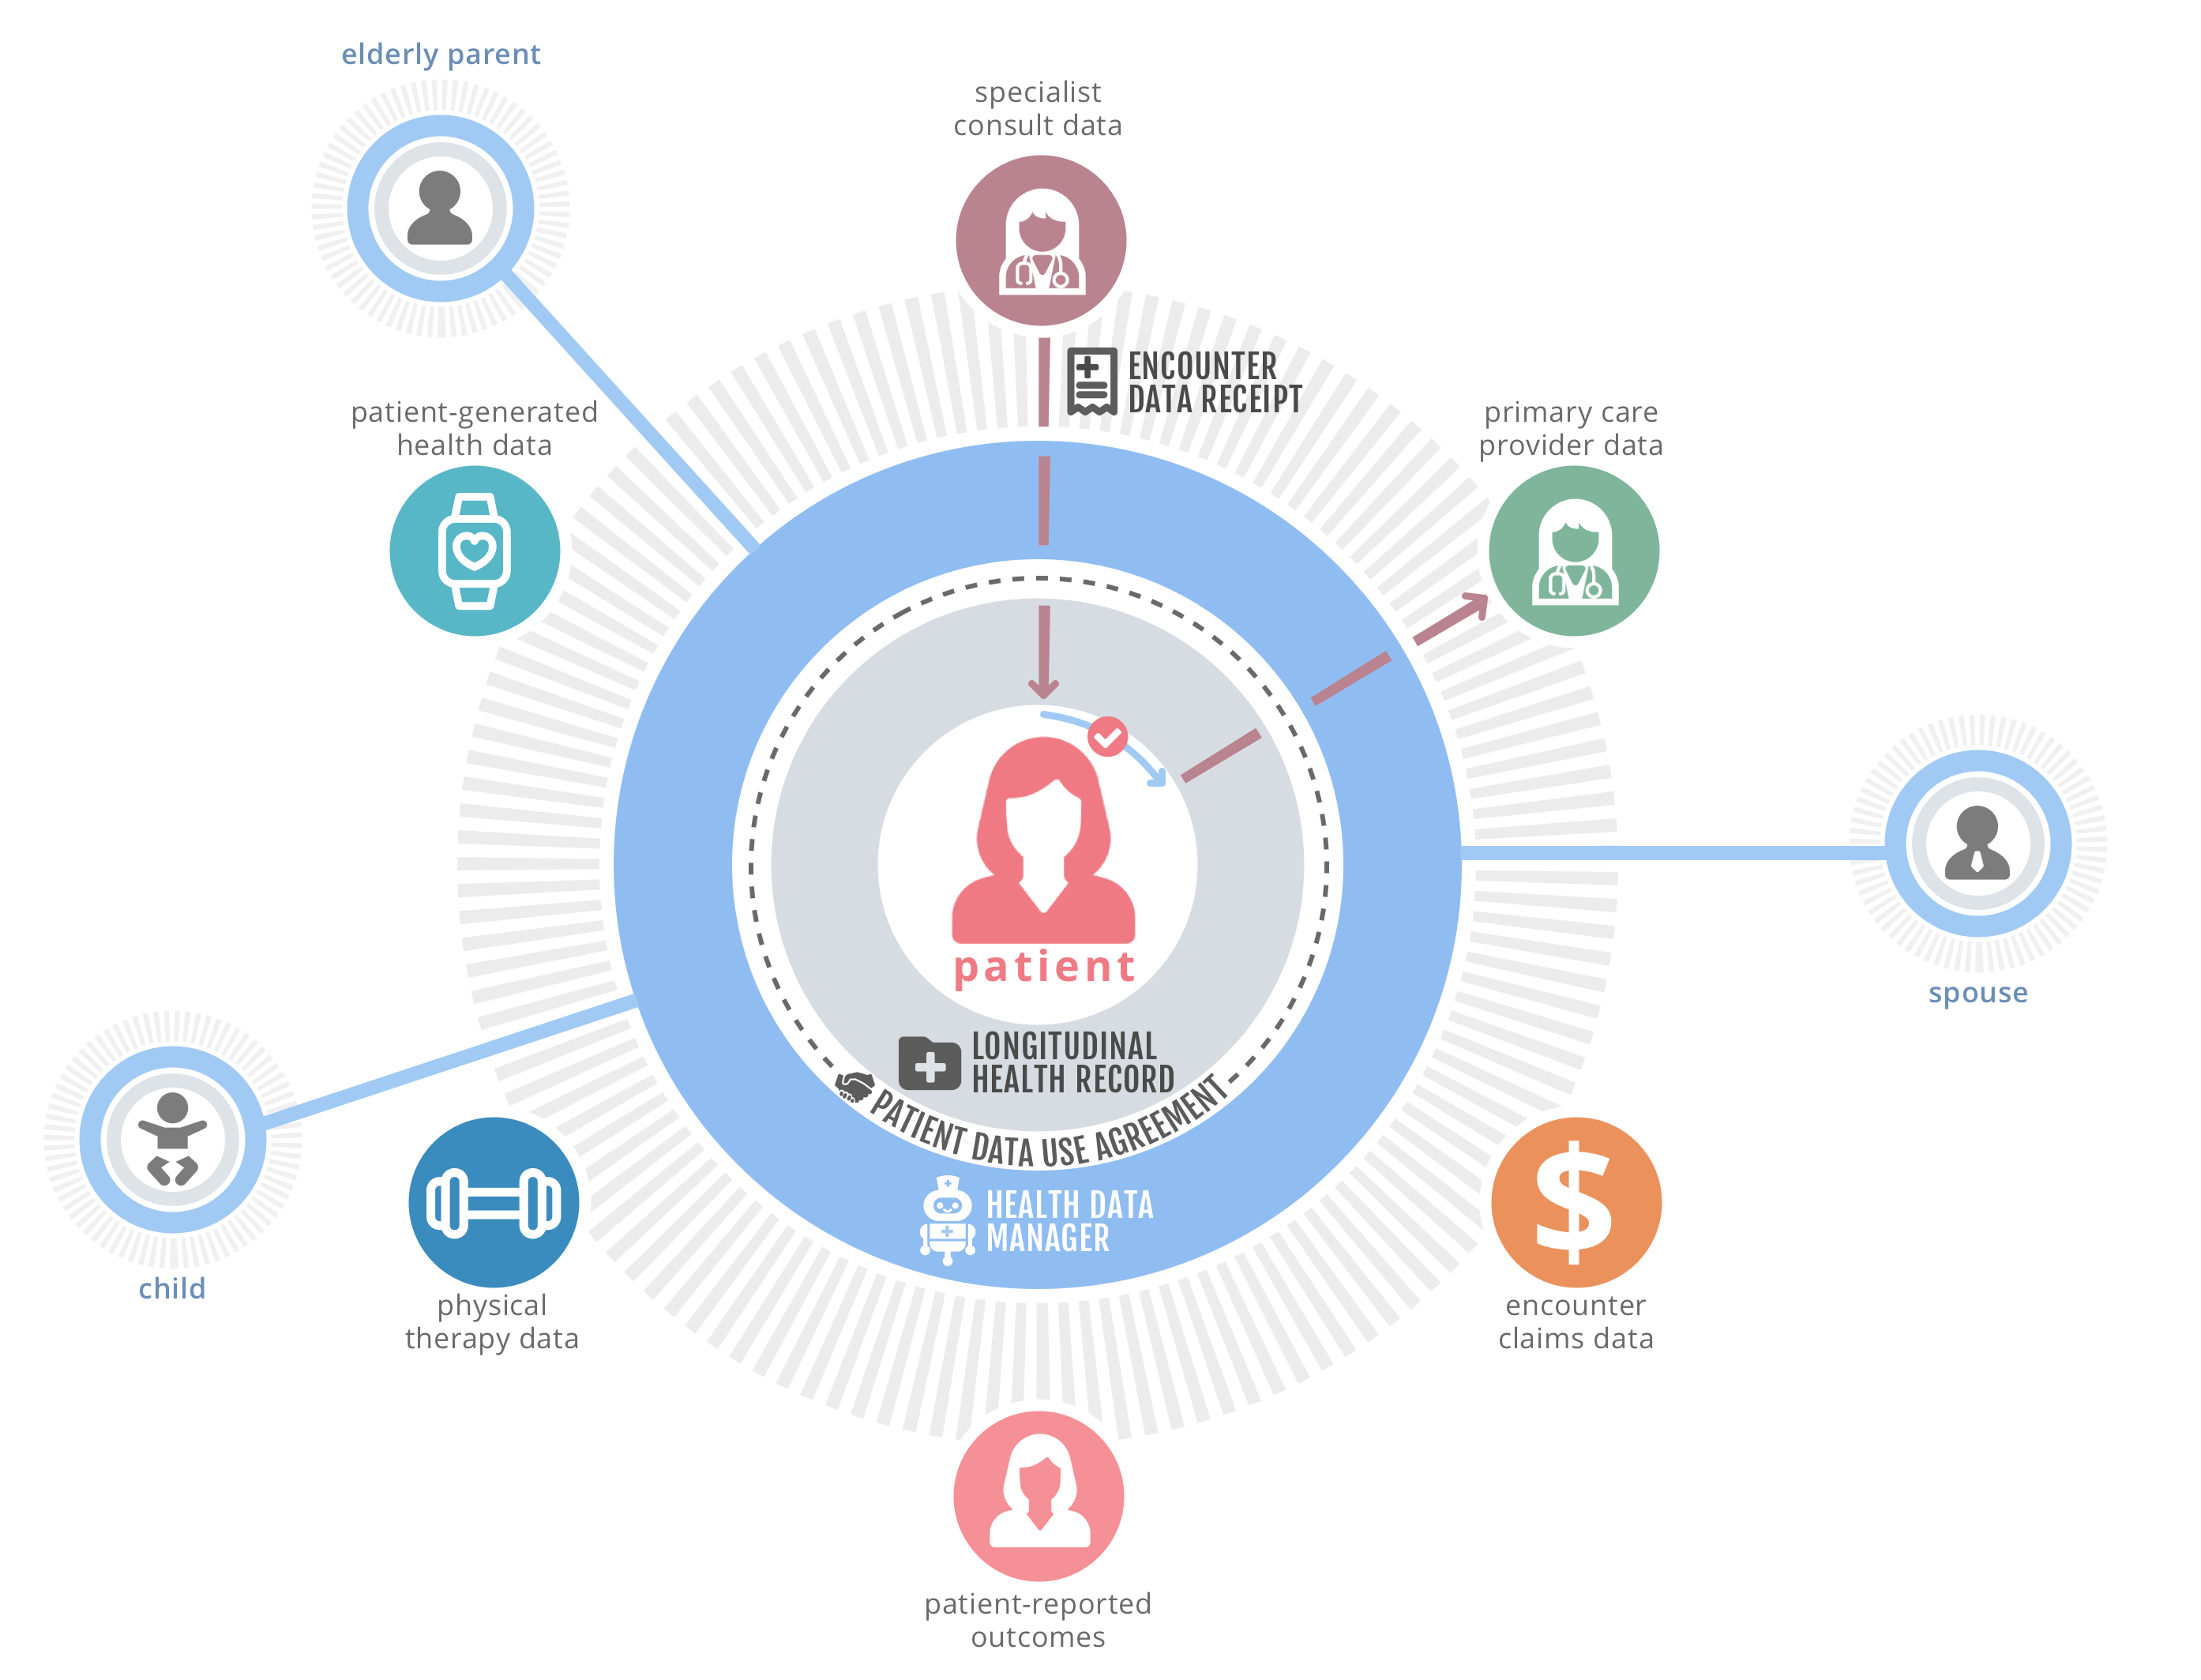 elderly parent
specialist
consult data
ENCOUNTER
DATA RECEIPT
patient-generated
health data
primary care
provider data
patient
spouse
LONGITUDINAL
HEALTH RECORD
PATIENT DATA USE AGREEMENT
HEALTH DATA
MANAGER
child
physical
therapy data
$
encounter
claims data
patient-reported
outcomes